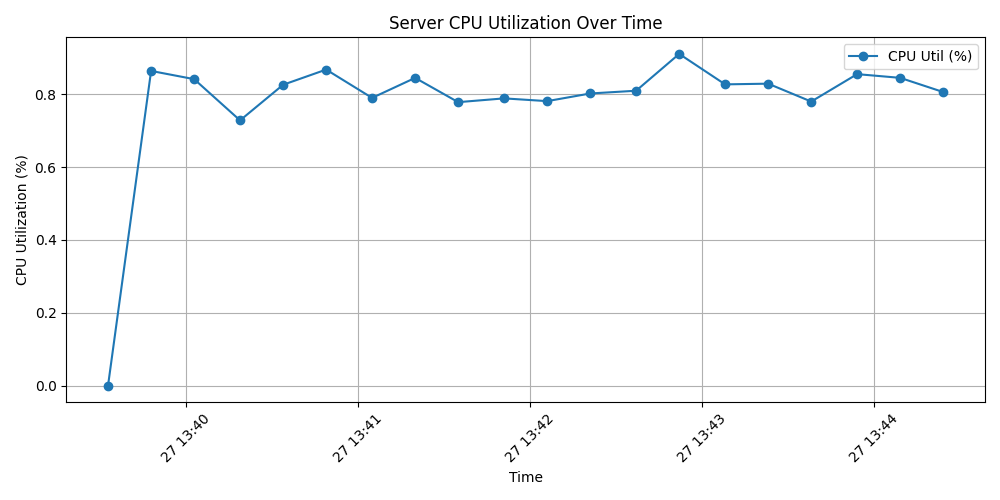 Server CPU Utilization Over Time
CPU Util (%)
CPU Utilization (%)
0.8
0.6
0.4
0.2
0.0
27 13:40
27 13:41
27 13:42
27 13:43
27 13:44
Time